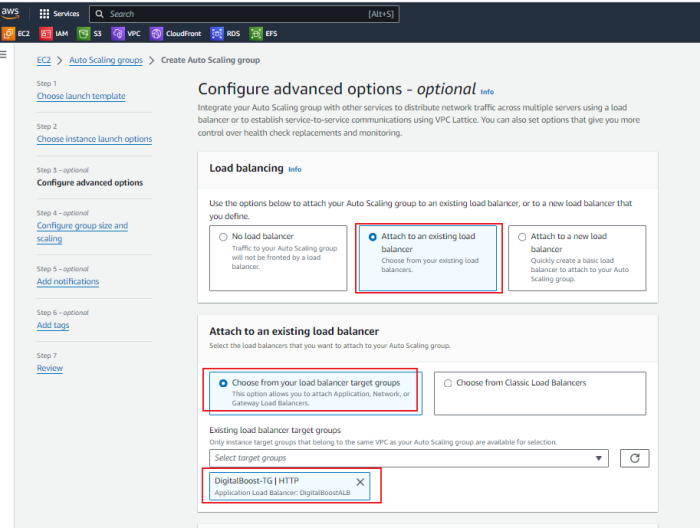 aws
Services
Search
[Alt+S]
EC2
IAM
S3
VPC
CloudFront
RDS
EFS
EC2 > Auto Scaling groups > Create Auto Scaling group
Step 1
Choose launch template
Step 2
Choose instance launch options
Step 3 - optional
Configure advanced options
Step 4 - optional
Configure group size and
scaling
Step 5 - optional
Add notifications
Step 6 - optional
Add tags
Step 7
Review
Configure advanced options - optional Info
Integrate your Auto Scaling group with other services to distribute network traffic across multiple servers using a load
balancer or to establish service-to-service communications using VPC Lattice. You can also set options that give you more
control over health check replacements and monitoring.
Load balancing Info
Use the options below to attach your Auto Scaling group to an existing load balancer, or to a new load balancer that
you define.
No load balancer
Traffic to your Auto Scaling group
will not be fronted by a load
balancer.
Attach to an existing load
balancer
Choose from your existing load
balancers.
Attach to a new load
balancer
Quickly create a basic load
balancer to attach to your Auto
Scaling group.
Attach to an existing load balancer
Select the load balancers that you want to attach to your Auto Scaling group.
Choose from your load balancer target groups
This option allows you to attach Application, Network, or
Gateway Load Balancers.
Choose from Classic Load Balancers
Existing load balancer target groups
Only instance target groups that belong to the same VPC as your Auto Scaling group are available for selection.
Select target groups
DigitalBoost-TG | HTTP
Application Load Balancer: DigitalBoostALB